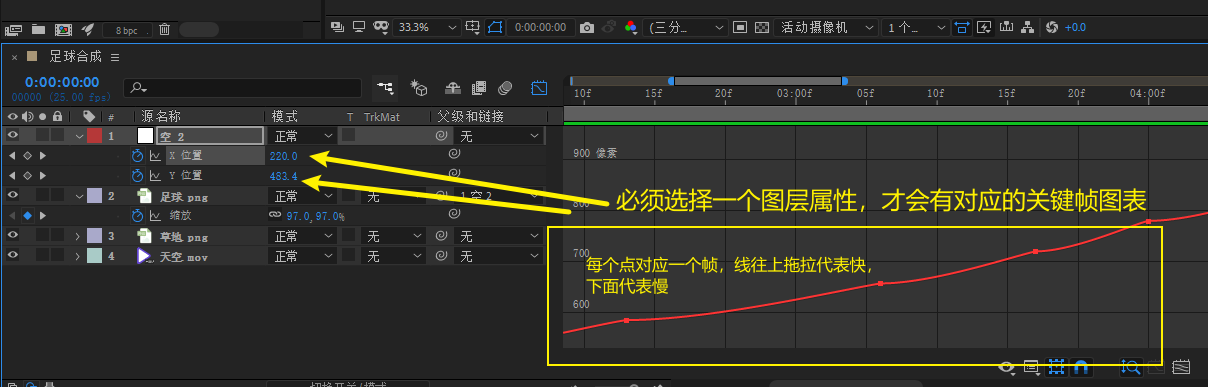 8 bpc
33.3%
0:00:00:00
(三分...
活动摄像机
1 个...
+0.0
足球合成
0:00:00:00
00000 (25.00 fps)
10f
15f
20f
03:00f
05f
10f
15f
20f
04:00f
# 源名称 模式 T TrkMat 父级和链接
1 空 2 正常 无
X 位置 220.0
Y 位置 483.4
2 足球.png 正常 无 1.空 2
缩放 97.0,97.0%
3 草地.png 正常 无 无
4 天空.mov 正常 无 无
切换开关/模式
900 像素
必须选择一个图层属性，才会有对应的关键帧图表
800
700
每个点对应一个帧，线往上拖拉代表快，
下面代表慢
600